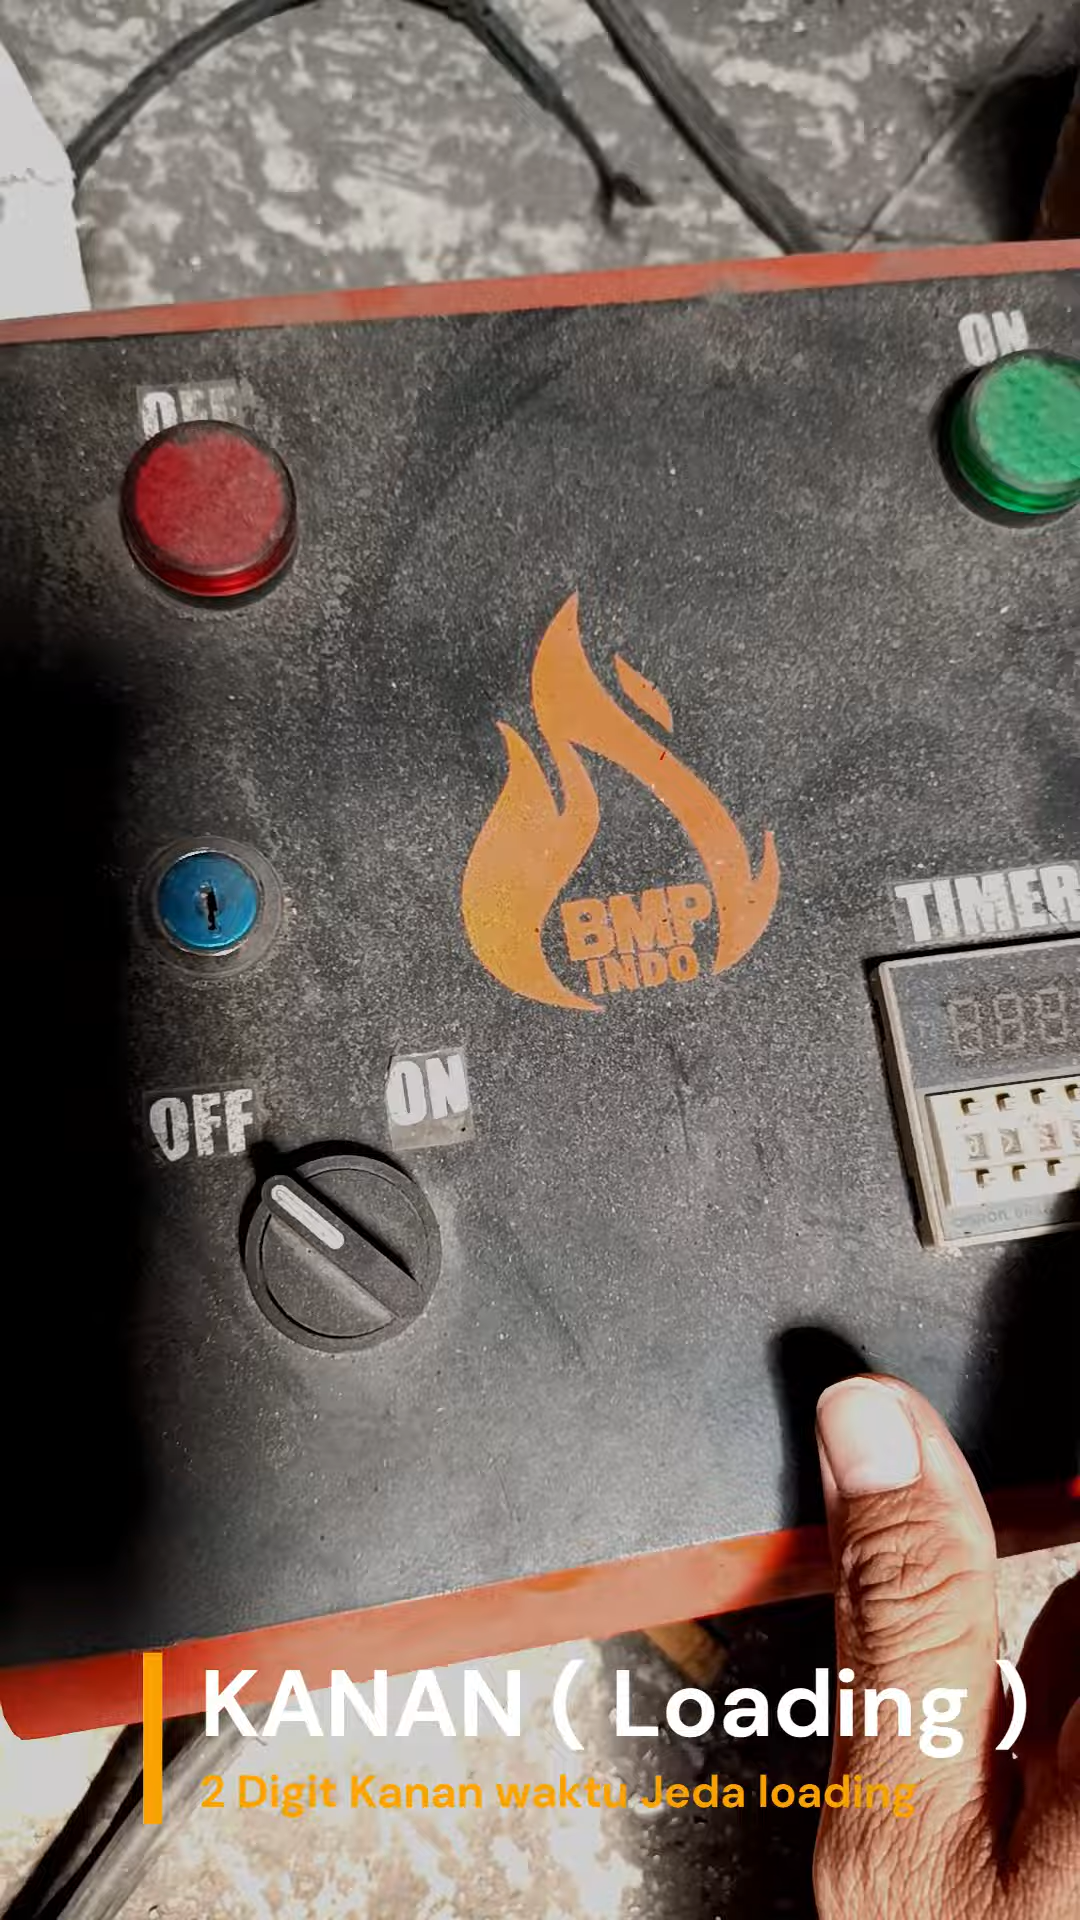 ON
OFF
BMP
INDO
TIMER
ON
OFF
KANAN ( Loading )
2 Digit Kanan waktu Jeda loading